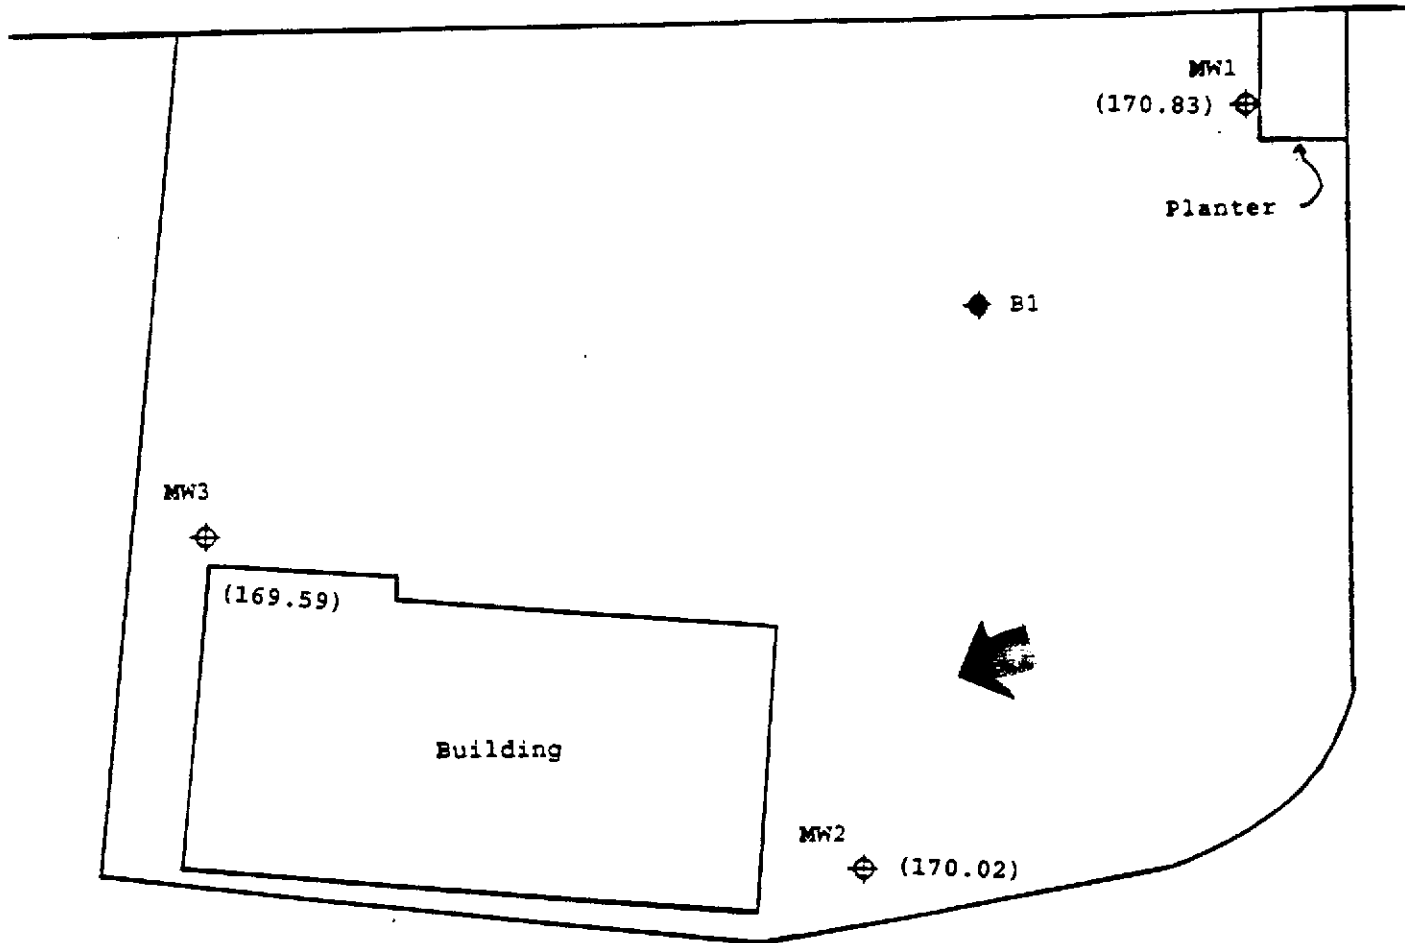 MW1
(170.83)
Planter
B1
MW3
(169.59)
Building
MW2
(170.02)